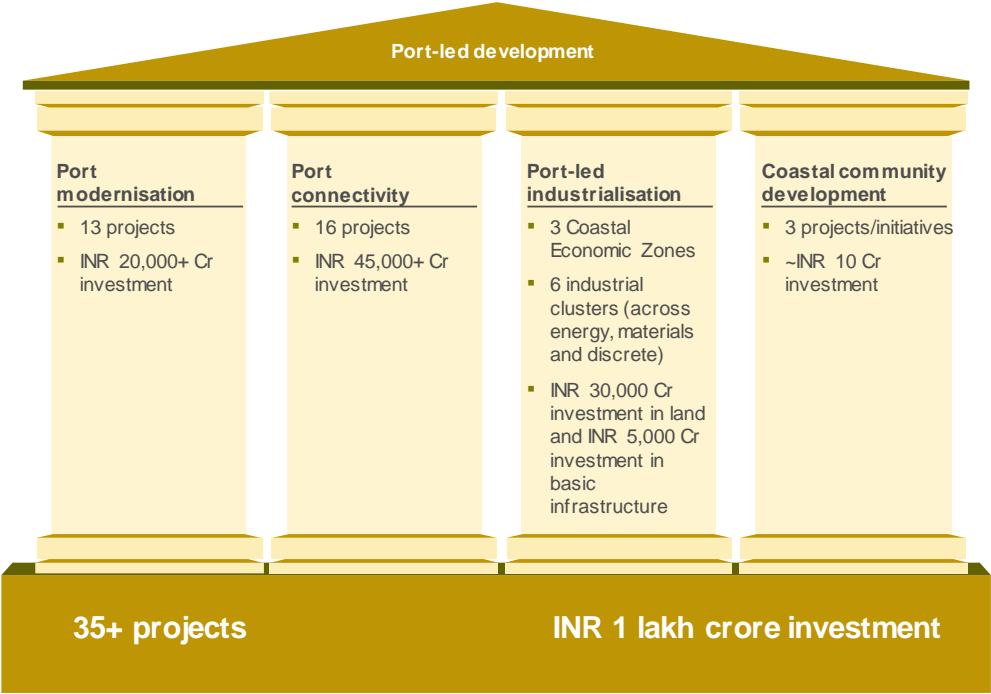 Port-led development
Port
modernisation
▪ 13 projects
▪ INR 20,000+ Cr
investment
Port
connectivity
▪ 16 projects
▪ INR 45,000+ Cr
investment
Port-led
industrialisation
▪ 3 Coastal
Economic Zones
▪ 6 industrial
clusters (across
energy, materials
and discrete)
▪ INR 30,000 Cr
investment in land
and INR 5,000 Cr
investment in
basic
infrastructure
Coastal community
development
▪ 3 projects/initiatives
▪ ~INR 10 Cr
investment
35+ projects
INR 1 lakh crore investment